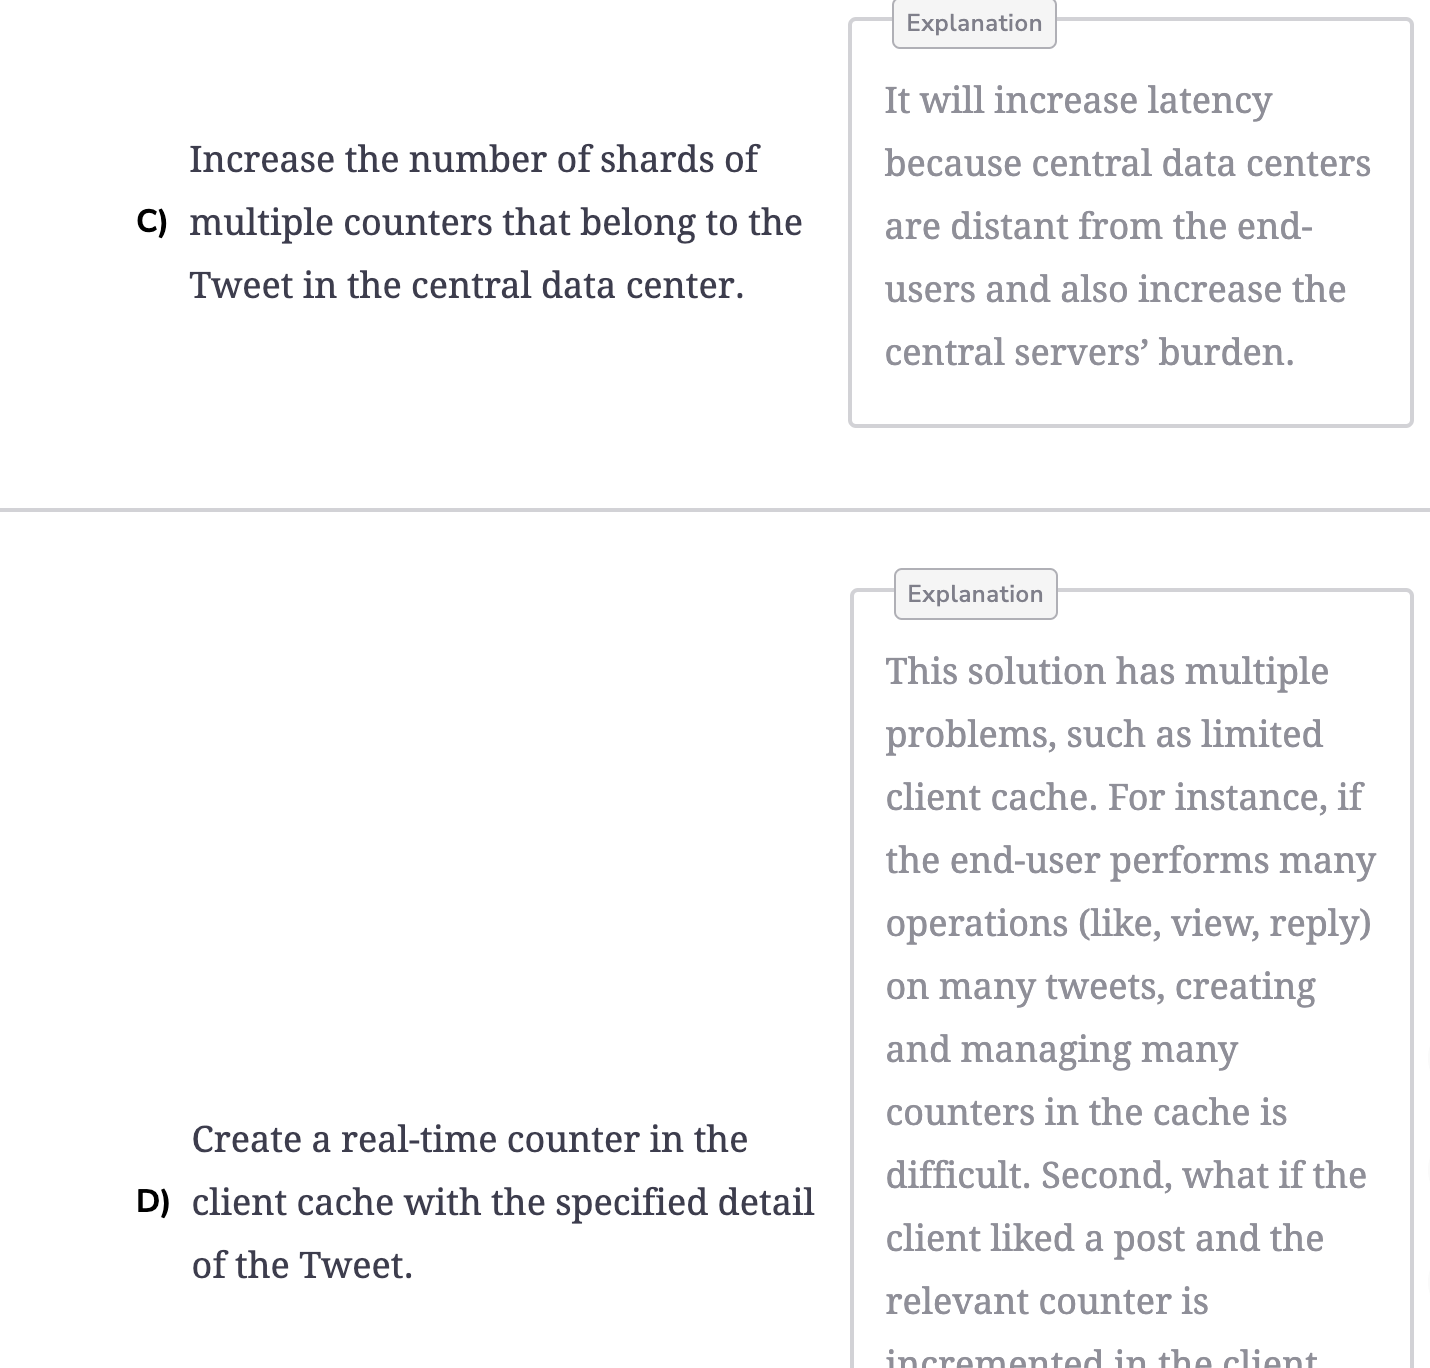 Explanation
It will increase latency
because central data centers
are distant from the end-
users and also increase the
central servers’ burden.
Increase the number of shards of
C) multiple counters that belong to the
Tweet in the central data center.
Explanation
This solution has multiple
problems, such as limited
client cache. For instance, if
the end-user performs many
operations (like, view, reply)
on many tweets, creating
and managing many
counters in the cache is
difficult. Second, what if the
client liked a post and the
relevant counter is
incremented in the client
Create a real-time counter in the
D) client cache with the specified detail
of the Tweet.